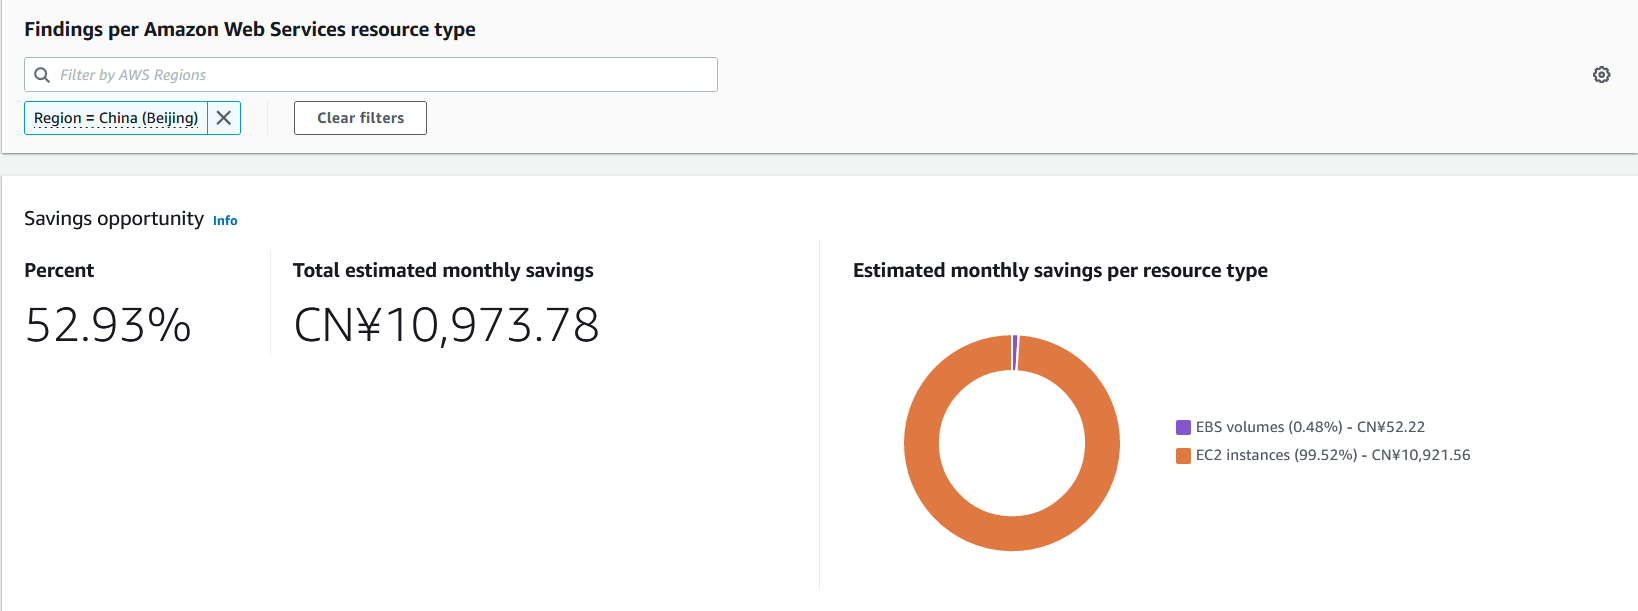 Findings per Amazon Web Services resource type
Filter by AWS Regions
Region = China (Beijing)
Clear filters
Savings opportunity Info
Percent
52.93%
Total estimated monthly savings
CN¥10,973.78
Estimated monthly savings per resource type
EBS volumes (0.48%) - CN¥52.22
EC2 instances (99.52%) - CN¥10,921.56